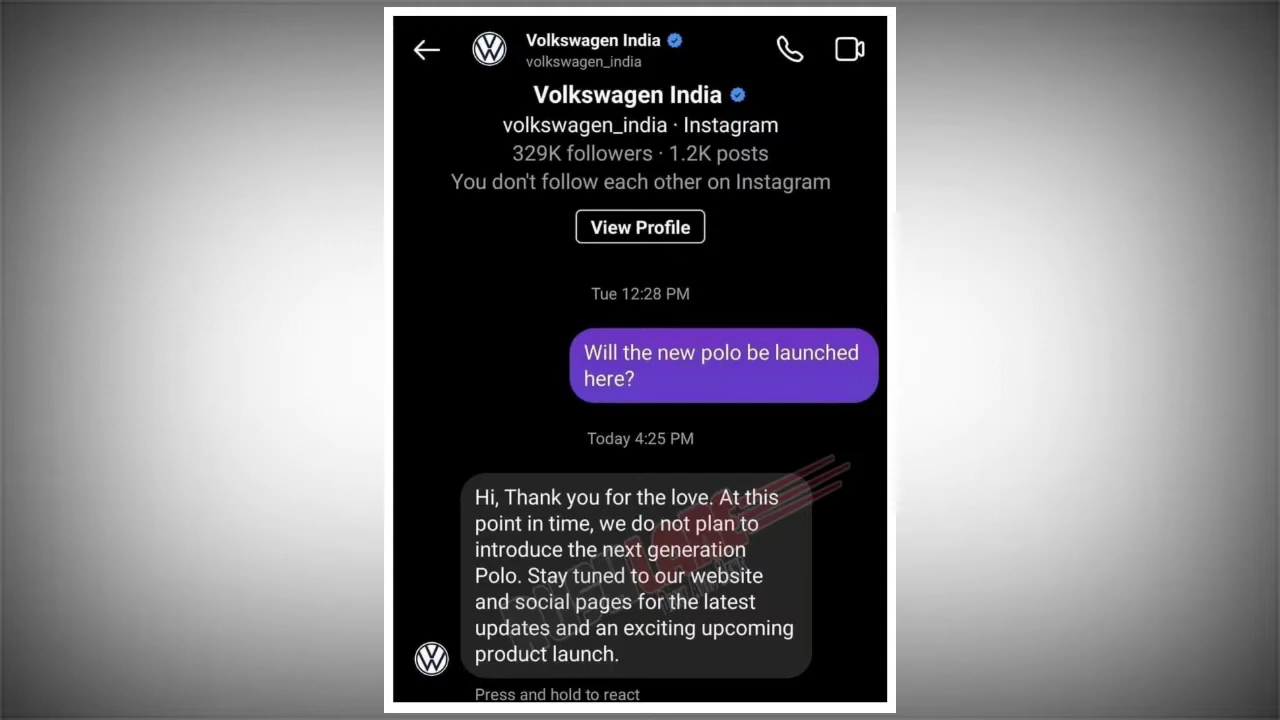 Volkswagen India
volkswagen_india
Volkswagen India
volkswagen_india · Instagram
329K followers · 1.2K posts
You don't follow each other on Instagram
View Profile
Tue 12:28 PM
Will the new polo be launched
here?
Today 4:25 PM
Hi, Thank you for the love. At this
point in time, we do not plan to
introduce the next generation
Polo. Stay tuned to our website
and social pages for the latest
updates and an exciting upcoming
product launch.
Press and hold to react